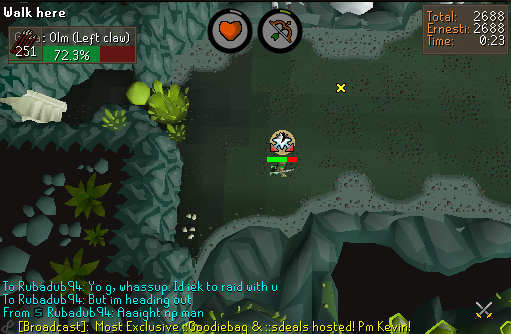 Walk here
: Olm (Left claw)
251
72.3%
Total: 2688
Ernesti: 2688
Time: 0:23
To Rubadub94: Yo g, whassup. Id iek to raid with u
To Rubadub94: But im heading out
From Rubadub94: Aaaight np man
[Broadcast]: Most Exclusive ::Goodiebag & ::sdeals hosted! Pm Kevin!